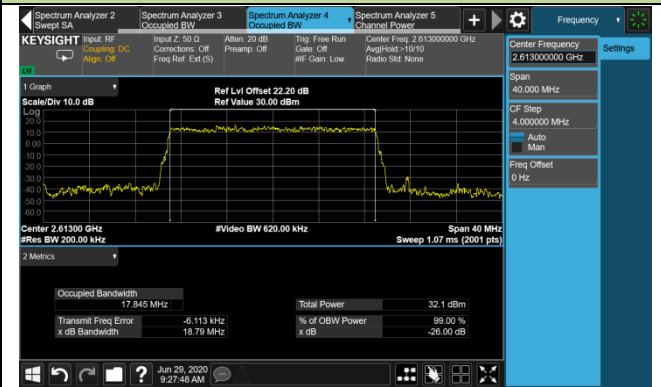 Spectrum Analyzer 2
Swept SA
Spectrum Analyzer 3
Occupied BW
Spectrum Analyzer 4
Occupied BW
Spectrum Analyzer 5
Channel Power
+
Frequency
KEYSIGHT
Input: RF
Coupling: DC
Align: Off
Input Z: 50 Ω
Corrections: Off
Freq Ref: Ext (S)
Atten: 20 dB
Preamp: Off
Trig: Free Run
Gate: Off
#IF Gain: Low
Center Freq: 2.613000000 GHz
Avg|Hold:>10/10
Radio Std: None
Center Frequency
2.613000000 GHz
Settings
Span
40.000 MHz
CF Step
4.000000 MHz
Auto
Man
Freq Offset
0 Hz
LV
1 Graph
Scale/Div 10.0 dB
Ref Lvl Offset 22.20 dB
Ref Value 30.00 dBm
Log
20.0
10.0
0.00
-10.0
-20.0
-30.0
-40.0
-50.0
-60.0
Center 2.61300 GHz
#Res BW 200.00 kHz
#Video BW 620.00 kHz
Span 40 MHz
Sweep 1.07 ms (2001 pts)
2 Metrics
Occupied Bandwidth
17.845 MHz
Transmit Freq Error -6.113 kHz
x dB Bandwidth 18.79 MHz
Total Power 32.1 dBm
% of OBW Power 99.00 %
x dB -26.00 dB
?
Jun 29, 2020
9:27:48 AM